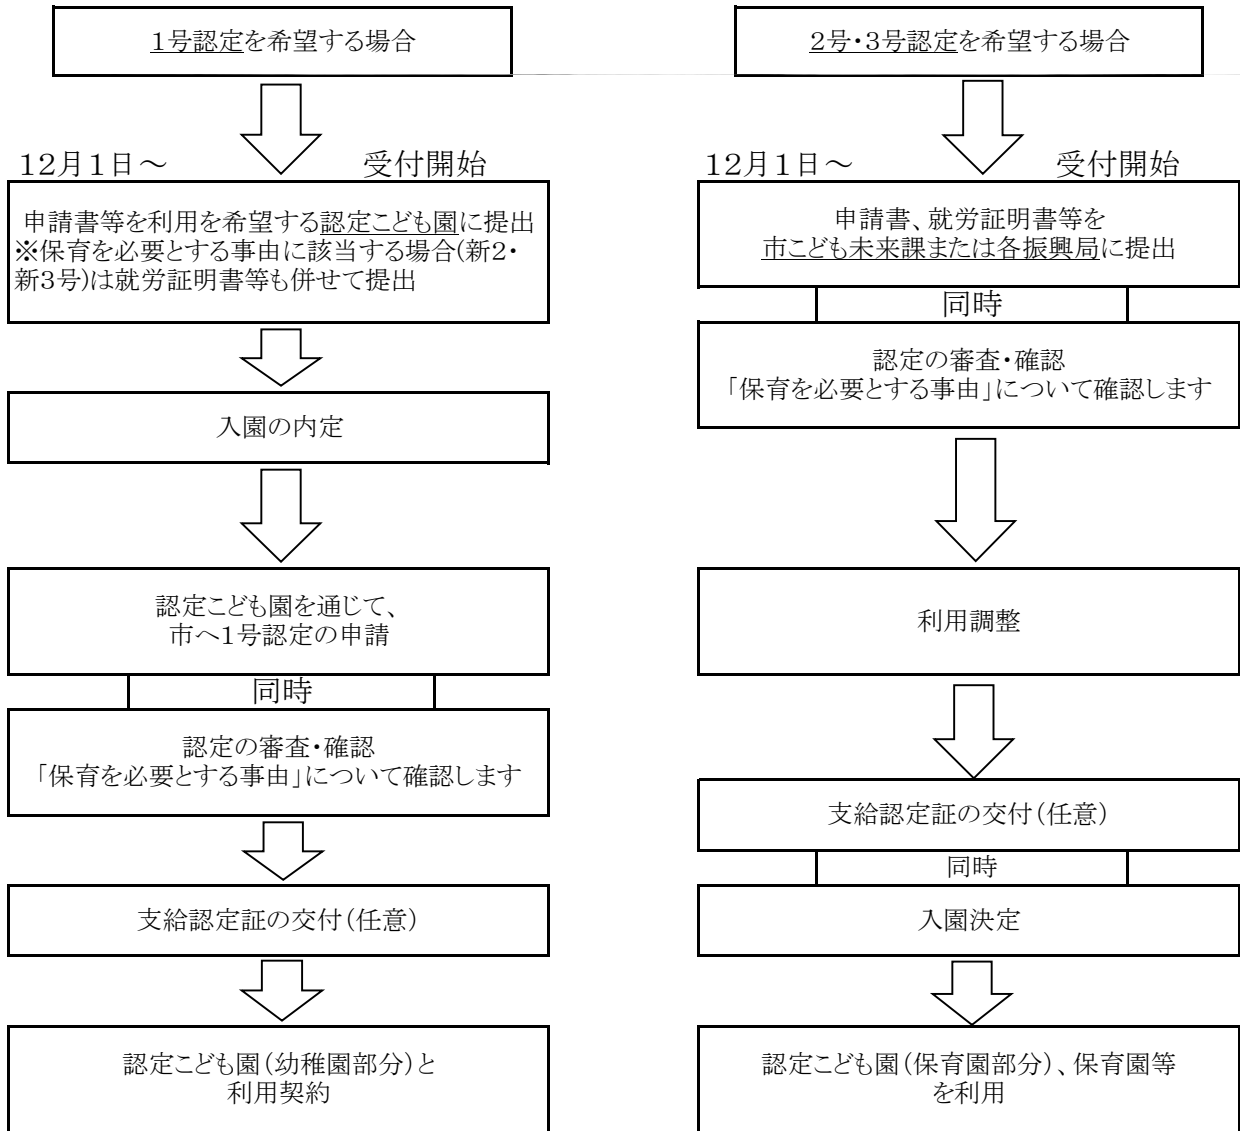 1号認定を希望する場合
12月1日～ 受付開始
申請書等を利用を希望する認定こども園に提出
※保育を必要とする事由に該当する場合(新2・
新3号)は就労証明書等も併せて提出
入園の内定
認定こども園を通じて、
市へ1号認定の申請
同時
認定の審査・確認
「保育を必要とする事由」について確認します
支給認定証の交付(任意)
認定こども園(幼稚園部分)と
利用契約
2号・3号認定を希望する場合
12月1日～ 受付開始
申請書、就労証明書等を
市こども未来課または各振興局に提出
同時
認定の審査・確認
「保育を必要とする事由」について確認します
利用調整
支給認定証の交付(任意)
同時
入園決定
認定こども園(保育園部分)、保育園等
を利用